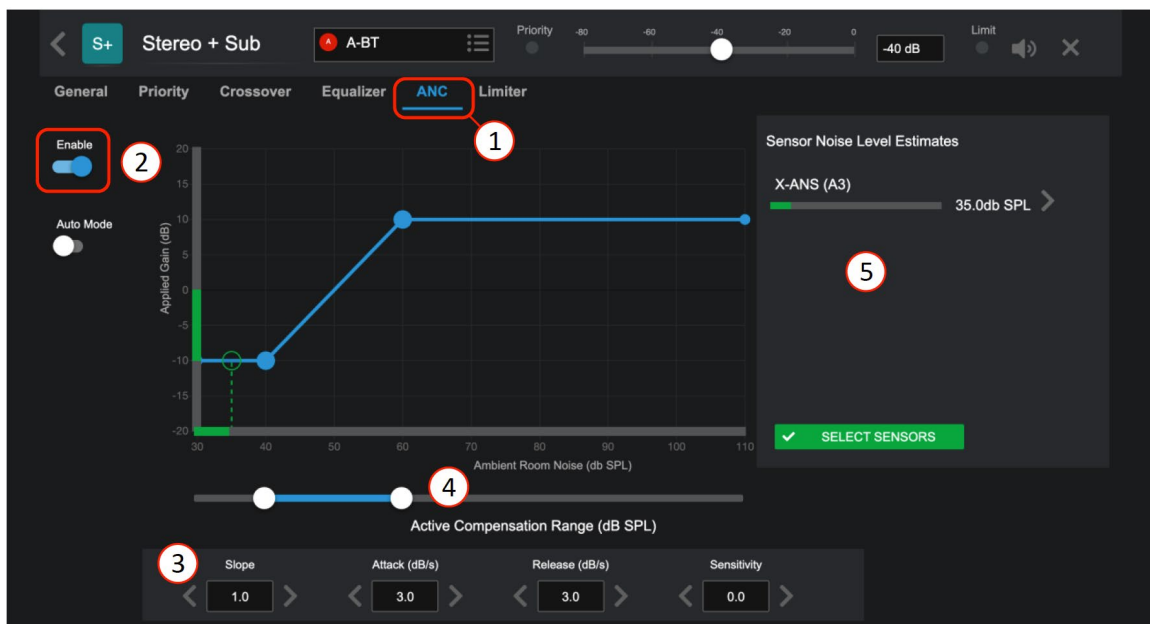 S+ Stereo + Sub
A A-BT
Priority
-80 -60 -40 -20 0
-40 dB
Limit
General Priority Crossover Equalizer ANC Limiter
1
Enable
2
Auto Mode
Applied Gain (dB)
20
15
10
5
0
-5
-10
-15
-20
30 40 50 60 70 80 90 100 110
Ambient Room Noise (db SPL)
Sensor Noise Level Estimates
X-ANS (A3)
35.0db SPL
5
SELECT SENSORS
4
Active Compensation Range (dB SPL)
3
Slope Attack (dB/s) Release (dB/s) Sensitivity
1.0 3.0 3.0 0.0